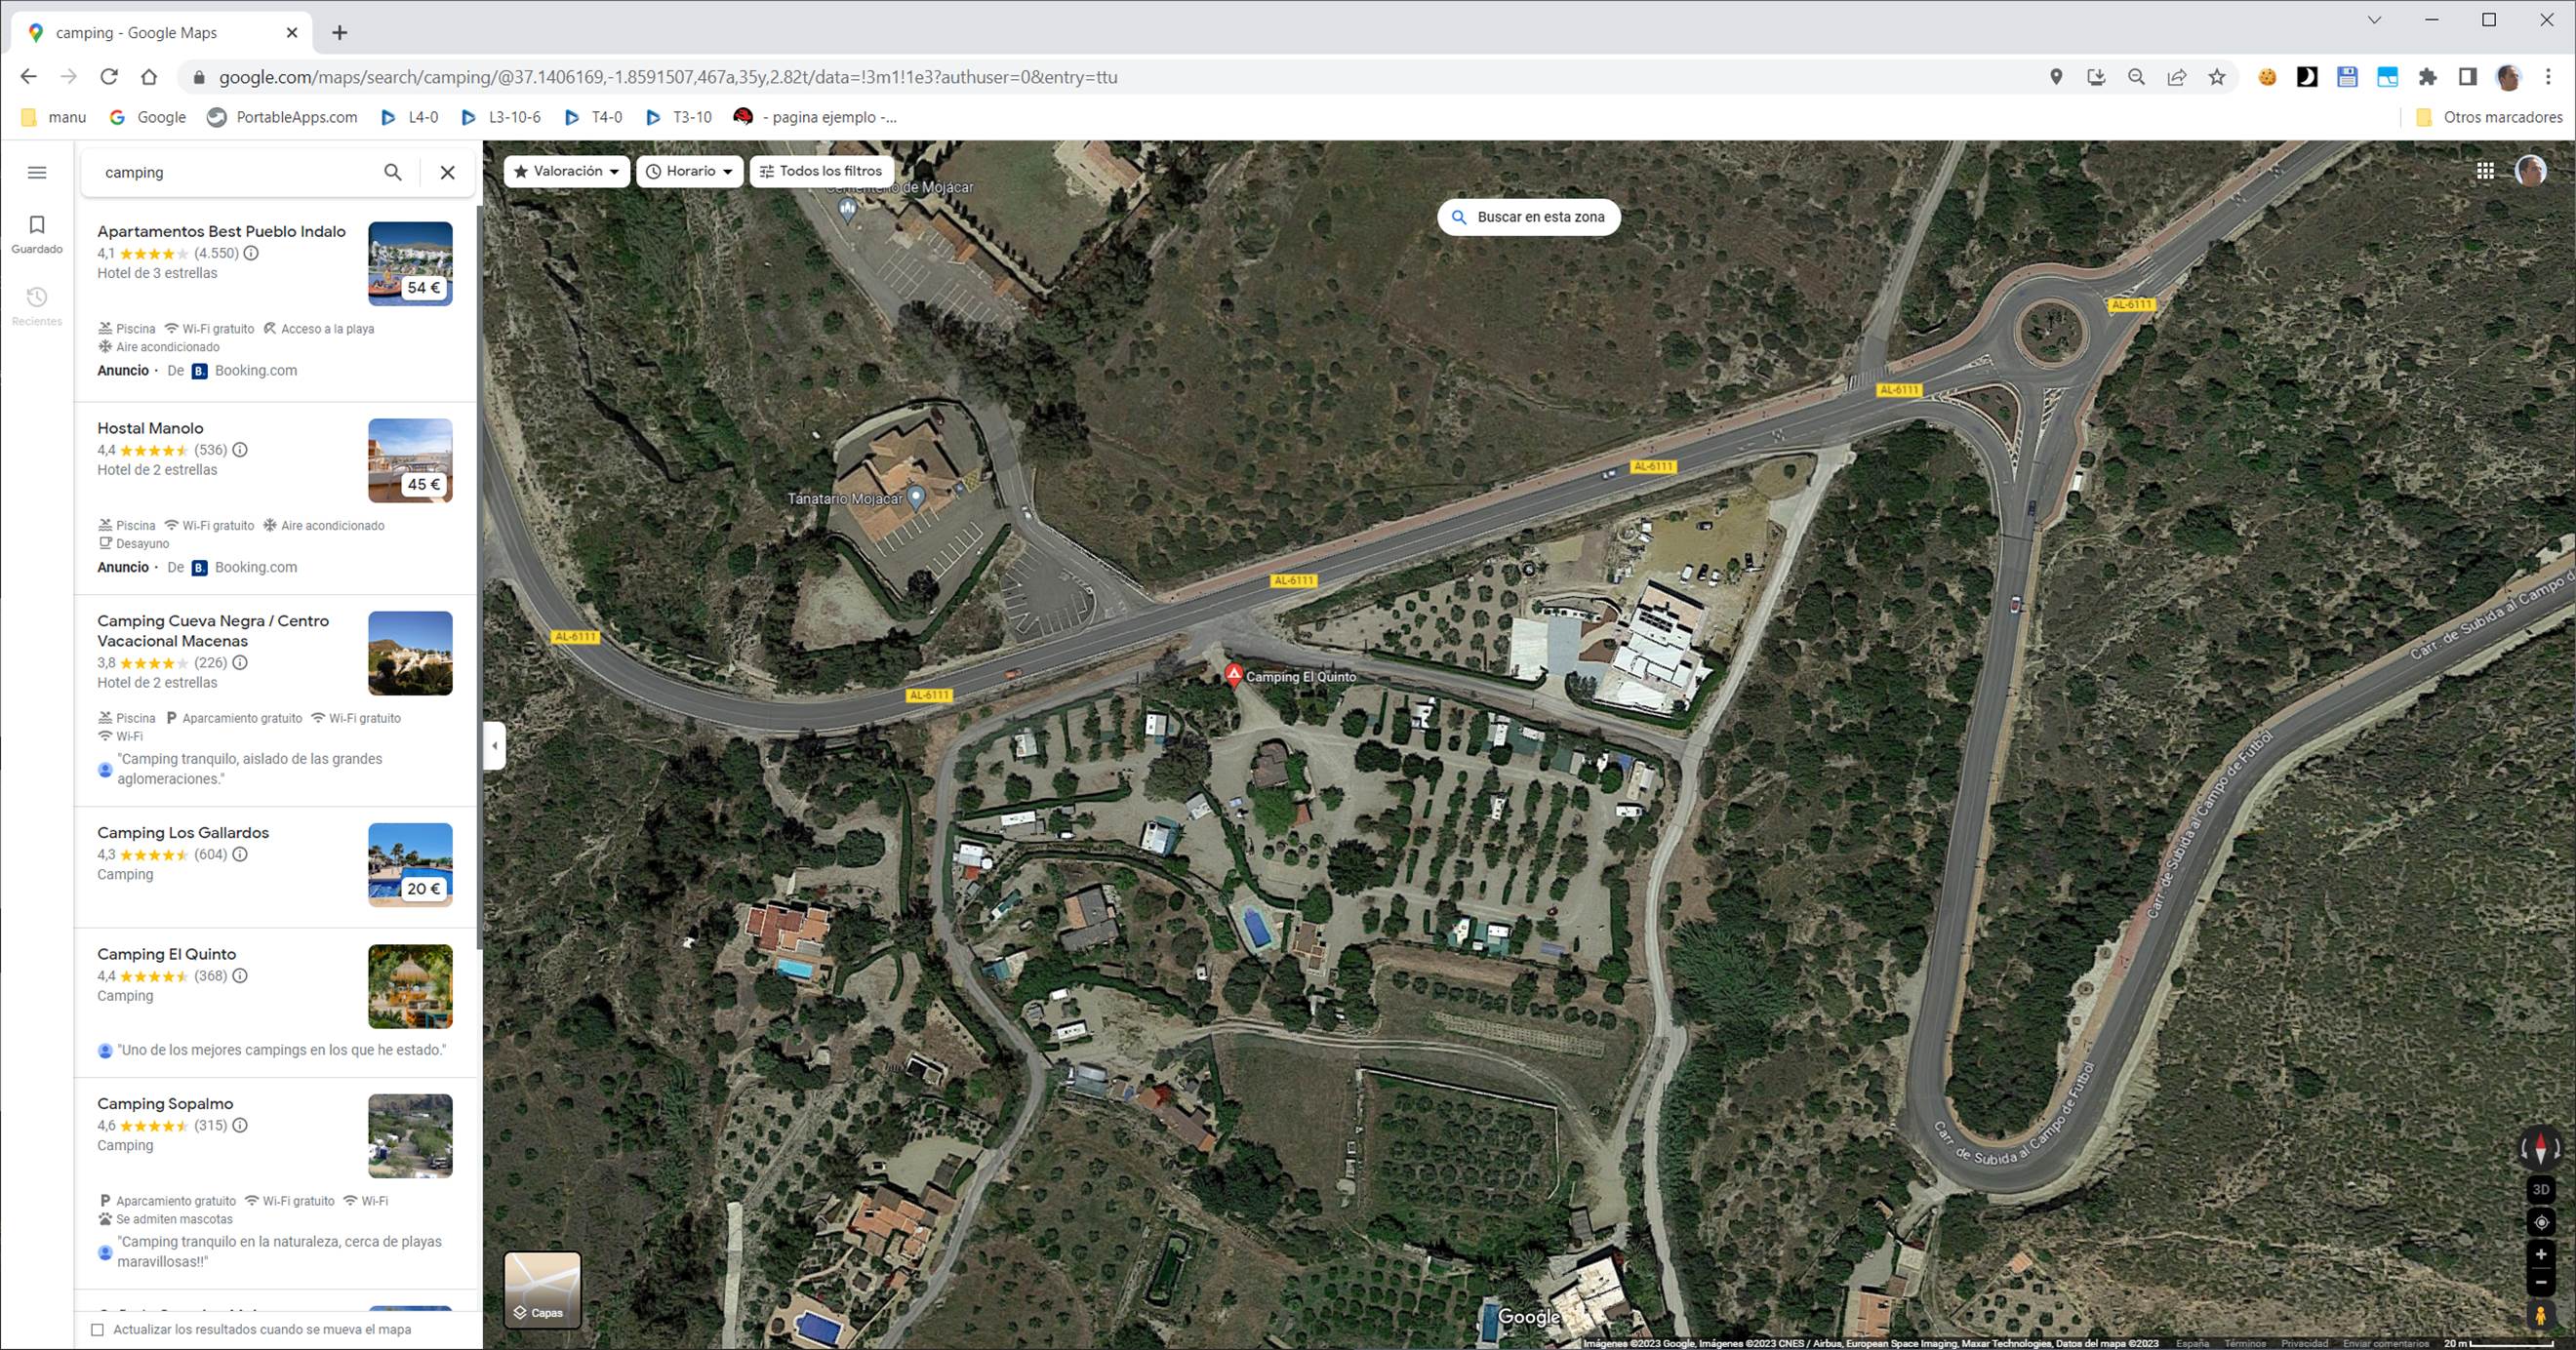 camping - Google Maps
google.com/maps/search/camping/@37.1406169,-1.8591507,467a,35y,2.82t/data=!3m1!1e3?authuser=0&entry=ttu
manu
Google
PortableApps.com
L4-0
L3-10-6
T4-0
T3-10
- pagina ejemplo -...
Otros marcadores
camping
Guardado
Recientes
Apartamentos Best Pueblo Indalo
4,1 (4.550)
Hotel de 3 estrellas
54 €
Piscina Wi-Fi gratuito Acceso a la playa
Aire acondicionado
Anuncio · De B. Booking.com
Hostal Manolo
4,4 (536)
Hotel de 2 estrellas
45 €
Piscina Wi-Fi gratuito Aire acondicionado
Desayuno
Anuncio · De B. Booking.com
Camping Cueva Negra / Centro
Vacacional Macenas
3,8 (226)
Hotel de 2 estrellas
Piscina P Aparcamiento gratuito Wi-Fi gratuito
Wi-Fi
"Camping tranquilo, aislado de las grandes
aglomeraciones."
Camping Los Gallardos
4,3 (604)
Camping
20 €
Camping El Quinto
4,4 (368)
Camping
"Uno de los mejores campings en los que he estado."
Camping Sopalmo
4,6 (315)
Camping
P Aparcamiento gratuito Wi-Fi gratuito Wi-Fi
Se admiten mascotas
"Camping tranquilo en la naturaleza, cerca de playas
maravillosas!!"
Actualizar los resultados cuando se mueva el mapa
Valoración
Horario
Todos los filtros
Cementerio de Mojácar
Buscar en esta zona
AL-6111
AL-6111
AL-6111
Tanatario Mojacar
AL-6111
AL-6111
AL-6111
Camping El Quinto
Carr. de Subida al Campo d
Carr. de Subida al Campo de Futbol
Carr. de Subida al Campo de Futbol
3D
Capas
Google
Imágenes ©2023 Google, Imágenes ©2023 CNES / Airbus, European Space Imaging, Maxar Technologies, Datos del mapa ©2023 España Términos Privacidad Enviar comentarios 20 m